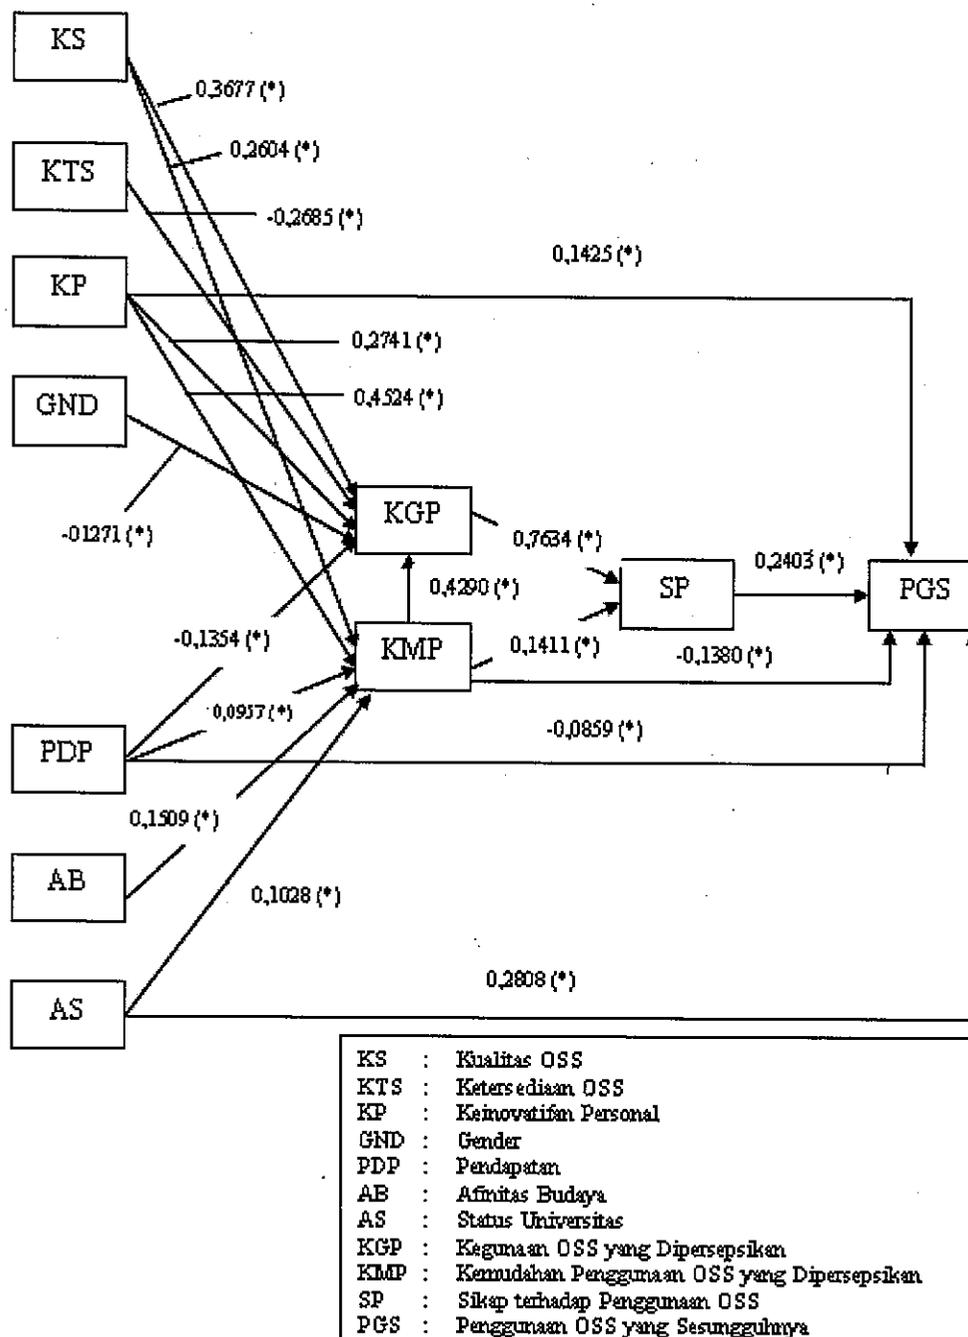 KS
0,3677 (*)
0,2604 (*)
KTS
-0,2685 (*)
0,1425 (*)
KP
0,2741 (*)
0,4524 (*)
GND
KGP
-01271 (*)
0,7634 (*)
0,2403 (*)
0,4290 (*)
SP
PGS
-0,1354 (*)
KMP
0,1411 (*)
-0,1380 (*)
0,0957 (*)
-0,0859 (*)
PDP
0,1509 (*)
AB
0,1028 (*)
0,2808 (*)
AS
KS : Kualitas OSS
KTS : Ketersediaan OSS
KP : Keinovatifan Personal
GND : Gender
PDP : Pendapatan
AB : Afinitas Budaya
AS : Status Universitas
KGP : Kegunaan OSS yang Dipersepsikan
KMP : Kemudahan Penggunaan OSS yang Dipersepsikan
SP : Sikap terhadap Penggunaan OSS
PGS : Penggunaan OSS yang Sesungguhnya